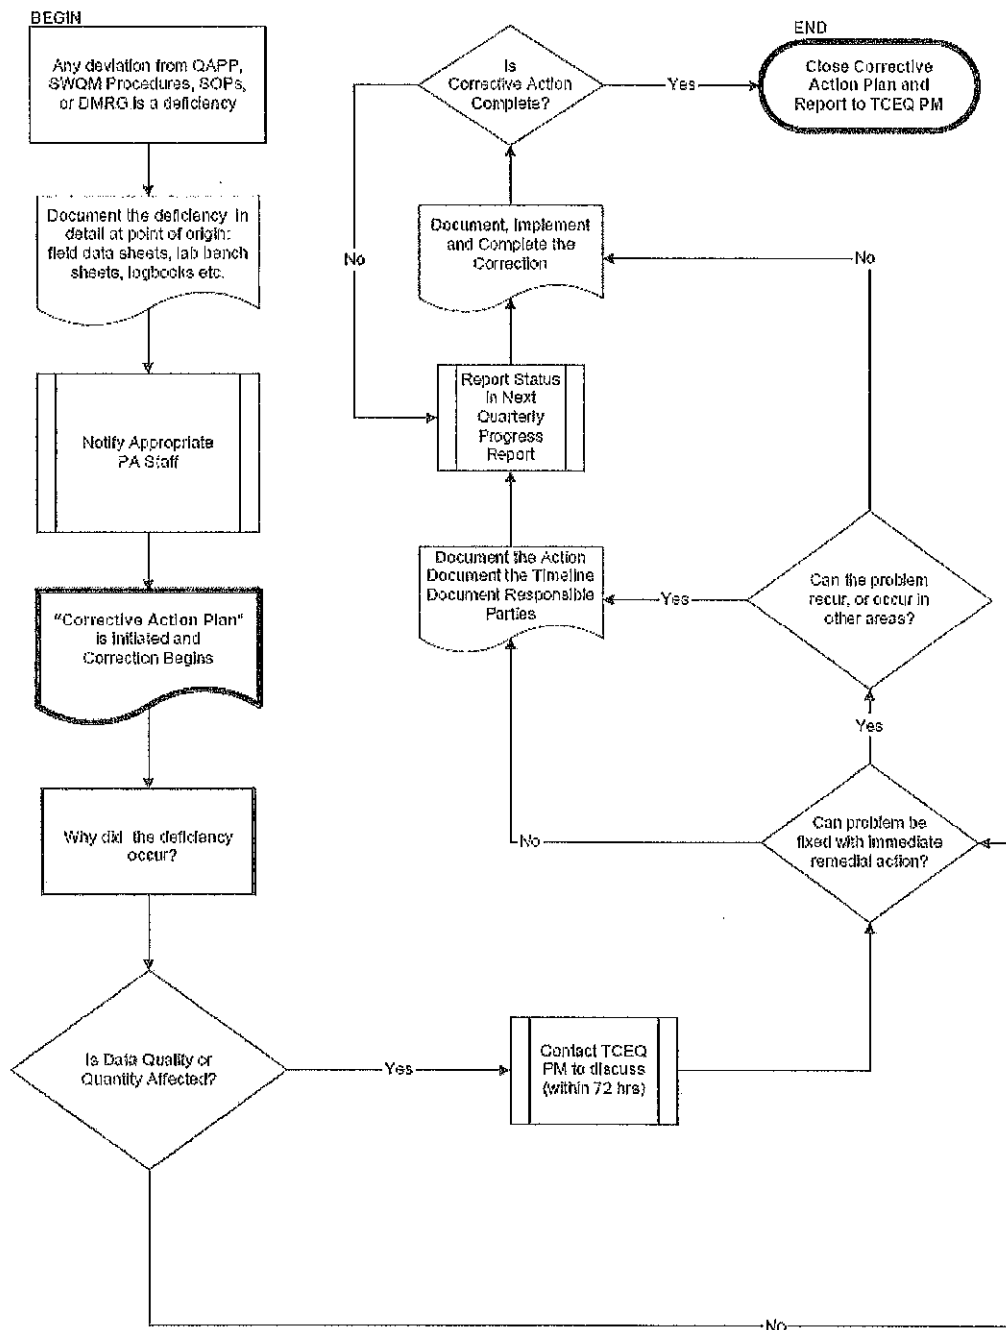 BEGIN
Any deviation from QAPP,
SWQM Procedures, SOPs,
or DMRG is a deficiency
Document the deficiency in
detail at point of origin:
field data sheets, lab bench
sheets, logbooks etc.
Notify Appropriate
PA Staff
"Corrective Action Plan"
is initiated and
Correction Begins
Why did the deficiency
occur?
Is Data Quality or
Quantity Affected?
Yes
Contact TCEQ
PM to discuss
(within 72 hrs)
No
Can problem be
fixed with immediate
remedial action?
No
Yes
Can the problem
recur, or occur in
other areas?
Yes
No
Document the Action
Document the Timeline
Document Responsible
Parties
Report Status
in Next
Quarterly
Progress
Report
Document, Implement
and Complete the
Correction
Is
Corrective Action
Complete?
No
Yes
END
Close Corrective
Action Plan and
Report to TCEQ PM